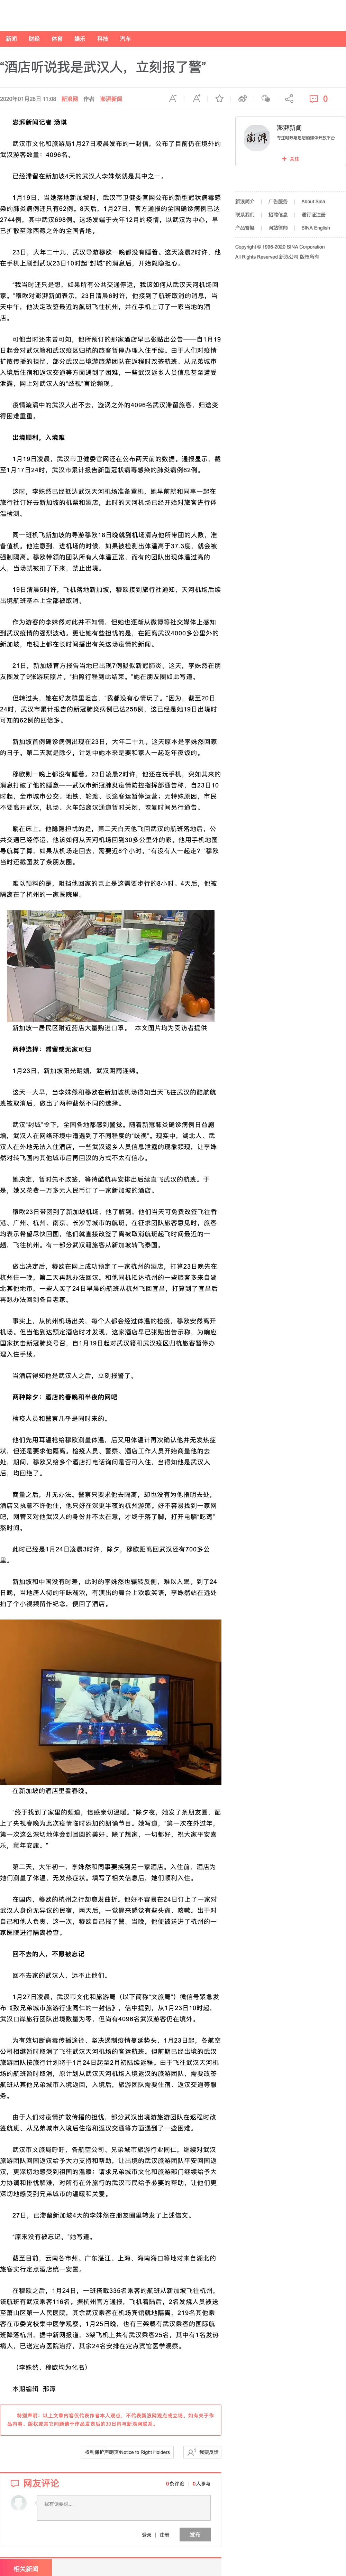 新闻 财经 体育 娱乐 科技 汽车
“酒店听说我是武汉人，立刻报了警”
2020年01月28日 11:08 新浪网 作者 澎湃新闻
0
澎湃新闻
专注时政与思想的媒体开放平台
+ 关注
新浪简介 | 广告服务 | About Sina
联系我们 | 招聘信息 | 通行证注册
产品答疑 | 网站律师 | SINA English
Copyright © 1996-2020 SINA Corporation
All Rights Reserved 新浪公司 版权所有
澎湃新闻记者 汤琪
武汉市文化和旅游局1月27日凌晨发布的一封信，公布了目前仍在境外的
武汉游客数量：4096名。
已经滞留在新加坡4天的武汉人李姝然就是其中之一。
1月19日，当她落地新加坡时，武汉市卫健委官网公布的新型冠状病毒感
染的肺炎病例还只有62例。8天后，1月27日，官方通报的全国确诊病例已达
2744例，其中武汉698例。这场发端于去年12月的疫情，以武汉为中心，早
已扩散至除西藏之外的全国各地。
23日，大年二十九，武汉导游穆欧一晚都没有睡着。这天凌晨2时许，他
在手机上刷到武汉23日10时起“封城”的消息后，开始隐隐担心。
“我当时还只是想，如果所有公共交通停运，我该如何从武汉机场回到家
里。”穆欧对澎湃新闻表示，23日清晨6时许，他接到了航班取消的消息，当
天中午，他决定改签最近的航班飞往杭州，并在手机上订了一家当地的酒
店。
可他当时还未曾可知，他所预订的那家酒店早已张贴出公告——自1月19
日起会对武汉籍和武汉疫区归杭的旅客暂停办理入住手续。由于人们对疫情
扩散传播的担忧，部分武汉出境游旅游团队在返程时改签航班、从兄弟城市
入境后住宿和返汉交通等方面遇到了困难，一些武汉返乡人员信息甚至遭受
泄露，网上对武汉人的“歧视”言论频现。
疫情漩涡中的武汉人出不去，漩涡之外的4096名武汉滞留旅客，归途变
得困难重重。
出境顺利，入境难
1月19日凌晨，武汉市卫健委官网还在公布两天前的数据。通报显示，截
至1月17日24时，武汉市累计报告新型冠状病毒感染的肺炎病例62例。
这时，李姝然已经抵达武汉天河机场准备登机，她早前就和同事一起在
旅行社订好去新加坡的机票和酒店，此时的天河机场已经开始对旅客进行体
温检测。
同一班机飞新加坡的导游穆欧18日晚就到机场清点他所带团的人数，准
备值机。他注意到，进机场的时候，如果被检测出体温高于37.3度，就会被
强制隔离。穆欧带领的团队所有人体温正常，而有的团队出现体温过高的
人，当场就被扣了下来，禁止出境。
19日清晨5时许，飞机落地新加坡，穆欧接到旅行社通知，天河机场后续
出境航班基本上全部被取消。
作为游客的李姝然对此并不知情，但她也逐渐从微博等社交媒体上感知
到武汉疫情的强烈波动。更让她有些担忧的是，在距离武汉4000多公里外的
新加坡，电视上都在长时间播出有关这场疫情的新闻。
21日，新加坡官方报告当地已出现7例疑似新冠肺炎。这天，李姝然在朋
友圈发了9张游玩照片。“拍照行程到此结束。”她在朋友圈如此写道。
但转过头，她在好友群里坦言，“我都没有心情玩了。”因为，截至20日
24时，武汉市累计报告的新冠肺炎病例已达258例，这已经是她19日出境时
可知的62例的四倍多。
新加坡首例确诊病例出现在23日，大年二十九。这天原本是李姝然回家
的日子。第二天就是除夕，计划中她本来是要和家人一起吃年夜饭的。
穆欧则一晚上都没有睡着。23日凌晨2时许，他还在玩手机，突如其来的
消息打破了他的睡意——武汉市新冠肺炎疫情防控指挥部通告称，自23日10
时起，全市城市公交、地铁、轮渡、长途客运暂停运营；无特殊原因，市民
不要离开武汉，机场、火车站离汉通道暂时关闭，恢复时间另行通告。
躺在床上，他隐隐担忧的是，第二天白天他飞回武汉的航班落地后，公
共交通已经停运，他该如何从天河机场回到30多公里外的家。他用手机地图
导航算了算，如果从机场走回去，需要近8个小时。“有没有人一起走？”穆欧
当时还截图发了条朋友圈。
难以预料的是，阻挡他回家的岂止是这需要步行的8小时。4天后，他被
隔离在了杭州的一家医院里。
新加坡一居民区附近药店大量购进口罩。 本文图片均为受访者提供
两种选择：滞留或无家可归
1月23日，新加坡阳光明媚，武汉阴雨连绵。
这天一大早，当李姝然和穆欧在新加坡机场得知当天飞往武汉的酷航航
班被取消后，做出了两种截然不同的选择。
武汉“封城”令下，全国各地都感到警觉。随着新冠肺炎确诊病例日益剧
增，武汉人在网络环境中遭遇到了不同程度的“歧视”。现实中，湖北人、武
汉人在外地无法入住酒店，一些武汉返乡人员信息泄露的现象频现，让李姝
然对转飞国内其他城市后再回汉的方式不太有信心。
她决定，暂时先不改签，等待酷航再安排出后续直飞武汉的航班。于
是，她又花费一万多元人民币订了一家新加坡的酒店。
穆欧23日带团到了新加坡机场，他了解到，他们当天可免费改签飞往香
港、广州、杭州、南京、长沙等城市的航班。在征求团队旅客意见时，旅客
均表示希望尽快回国，他们就直接改签了离被取消航班起飞时间最近的一
趟，飞往杭州。有一部分武汉籍旅客从新加坡转飞泰国。
做出决定后，穆欧在网上成功预定了一家杭州的酒店，打算23日晚先在
杭州住一晚，第二天再想办法回汉。和他同机抵达杭州的一些旅客多来自湖
北其他地市，一些人买了24日早晨的航班从杭州飞回宜昌，打算到了宜昌后
再想办法回到各自老家。
事实上，从杭州机场出关，每个人都会经过体温的检疫，穆欧安然离开
机场。但当他到达预定酒店时才发现，这家酒店早已张贴出告示称，为响应
国家抗击新冠肺炎号召，自1月19日起对武汉籍和武汉疫区归杭旅客暂停办
理入住手续。
当酒店得知他是武汉人之后，立刻报警了。
两种除夕：酒店的春晚和半夜的网吧
检疫人员和警察几乎是同时来的。
他们先用耳温枪给穆欧测量体温，后又用体温计再次确认他并无发热症
状，但还是要求他隔离。检疫人员、警察、酒店工作人员开始商量他的去
处，期间，穆欧又给多个酒店打电话询问是否可入住，当得知他是武汉人
后，均回绝了。
商量之后，并无办法。警察只要求他去隔离，却也没有为他指明去处，
酒店又执意不许他住，他只好在深更半夜的杭州游荡。好不容易找到一家网
吧，网管又对他武汉人的身份并不太在意，才终于落了脚，打开电脑“吃鸡”
熬时间。
此时已经是1月24日凌晨3时许，除夕，穆欧距离回武汉还有700多公
里。
新加坡和中国没有时差，此时的李姝然也辗转反侧，难以入眠。到了24
日晚，当地唐人街的年味渐浓，有演出的舞台上欢歌笑语，李姝然站在远处
拍了个小视频留作纪念，便回了酒店。
在新加坡的酒店里看春晚。
“终于找到了家里的频道，倍感亲切温暖。”除夕夜，她发了条朋友圈，配
上了央视春晚为此次疫情临时添加的朗诵节目。她写道，“第一次在外过年，
第一次这么深切地体会到团圆的美好。除了想家，一切都好，祝大家平安喜
乐，鼠年安康。”
第二天，大年初一，李姝然和同事要换到另一家酒店。入住前，酒店为
她们测量了体温，无发热症状。填写了相关信息后，她们顺利入住。
在国内，穆欧的杭州之行却愈发曲折。他好不容易在24日订上了一家对
武汉人身份无异议的民宿，两天后，一觉醒来感觉有些头痛、咳嗽。出于对
自己和他人负责，这一次，穆欧自己报了警。当晚，他便被送进了杭州的一
家医院进行隔离检查。
回不去的人，不愿被忘记
回不去家的武汉人，远不止他们。
1月27日凌晨，武汉市文化和旅游局（以下简称“文旅局”）微信号紧急发
布《致兄弟城市旅游行业同仁的一封信》，信中提到，从1月23日10时起，
武汉口岸旅行团队出境数量为零，但尚有4096名武汉游客仍在境外。
为有效切断病毒传播途径、坚决遏制疫情蔓延势头，1月23日起，各航空
公司相继暂时取消了飞往武汉天河机场的客运航班。但前期已经出境的武汉
旅游团队按旅行计划将于1月24日起至2月初陆续返程。由于飞往武汉天河机
场的航班暂时取消，原计划从武汉天河机场入境返汉的旅游团队，需要改签
航班从其他兄弟城市入境返回，入境后，旅游团队需要住宿、返汉交通等服
务。
由于人们对疫情扩散传播的担忧，部分武汉出境游旅游团队在返程时改
签航班、从兄弟城市入境后住宿和返汉交通等方面遇到了一些困难。
武汉市文旅局呼吁，各航空公司、兄弟城市旅游行业同仁，继续对武汉
旅游团队回国返汉给予大力支持和帮助，让出境的武汉旅游团队平安回国返
汉，更深切地感受到祖国的温暖；请求兄弟城市文化和旅游部门继续给予大
力协调和排忧解难，对所有在外旅行的武汉市民给予必要的帮助，让他们更
深切地感受到兄弟城市的温暖和关爱。
27日，已滞留新加坡4天的李姝然在朋友圈里转发了上述信文。
“原来没有被忘记。”她写道。
截至目前，云南各市州、广东湛江、上海、海南海口等地对来自湖北的
旅客实行定点酒店统一安置。
在穆欧之后，1月24日，一班搭载335名乘客的航班从新加坡飞往杭州，
该航班有武汉乘客116名。据杭州官方通报，飞机着陆后，2名发烧人员被送
至萧山区第一人民医院，其余武汉乘客在机场宾馆就地隔离，219名其他乘
客在市委党校集中医学观察。1月25日晚，也有三架载有武汉乘客的国际航
班降落杭州，据中新网报道，3架飞机上共有武汉乘客25名，其中有1名发热
病人，已送定点医院治疗，其余24名安排在定点宾馆医学观察。
（李姝然、穆欧均为化名）
本期编辑 邢潭
特别声明：以上文章内容仅代表作者本人观点，不代表新浪网观点或立场。如有关于作
品内容、版权或其它问题请于作品发表后的30日内与新浪网联系。
权利保护声明页/Notice to Right Holders
我要反馈
网友评论
0条评论 | 0人参与
我有话要说...
登录 | 注册 发布
相关新闻